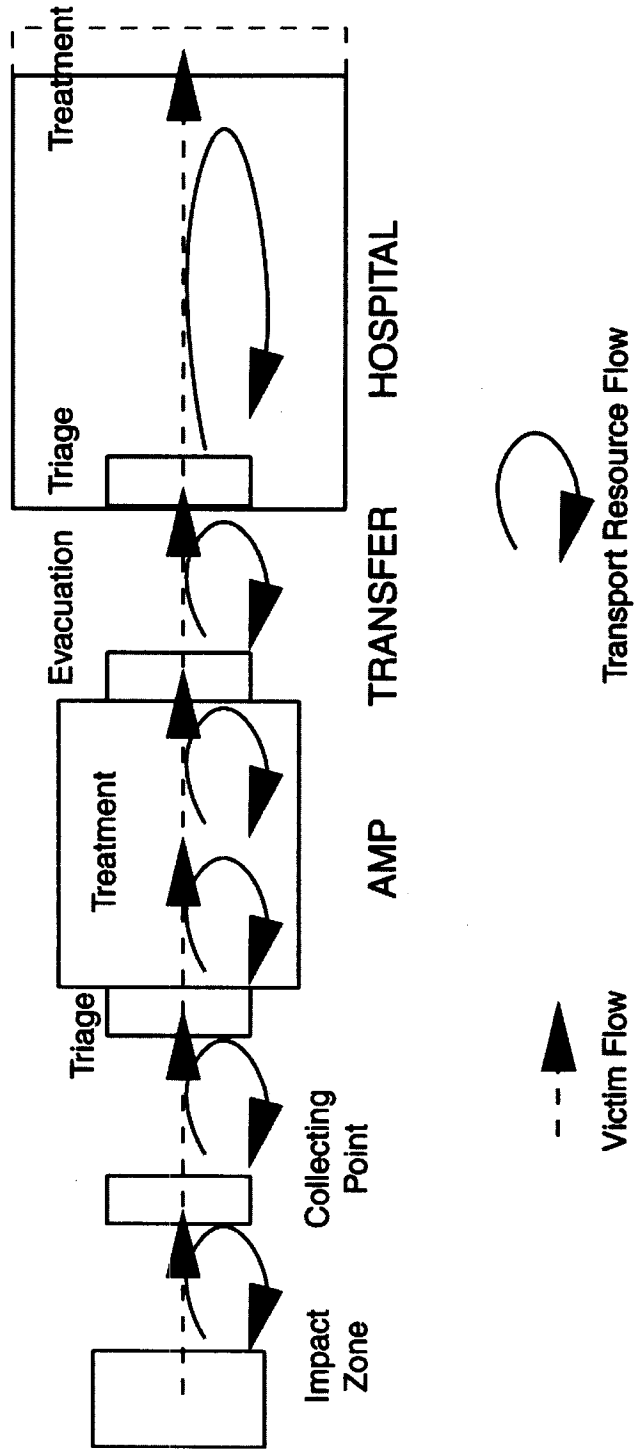 Triage
Evacuation
Triage
Treatment
Treatment
Impact
Zone
Collecting
Point
AMP
TRANSFER
HOSPITAL
Victim Flow
Transport Resource Flow